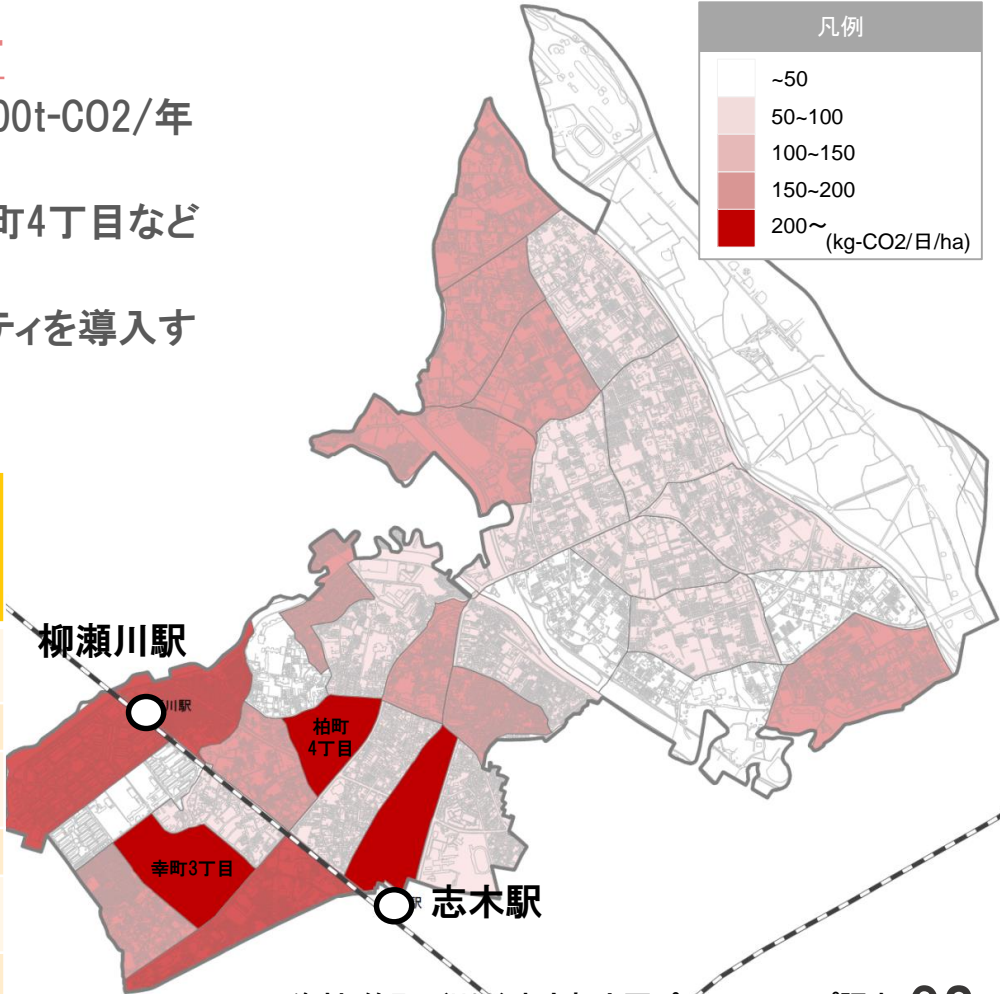 00t-CO2/年
町4丁目など
ティを導入す
凡例
~50
50~100
100~150
150~200
200~
(kg-CO2/日/ha)
柳瀬川駅
川駅
柏町
4丁目
幸町3丁目
駅
志木駅